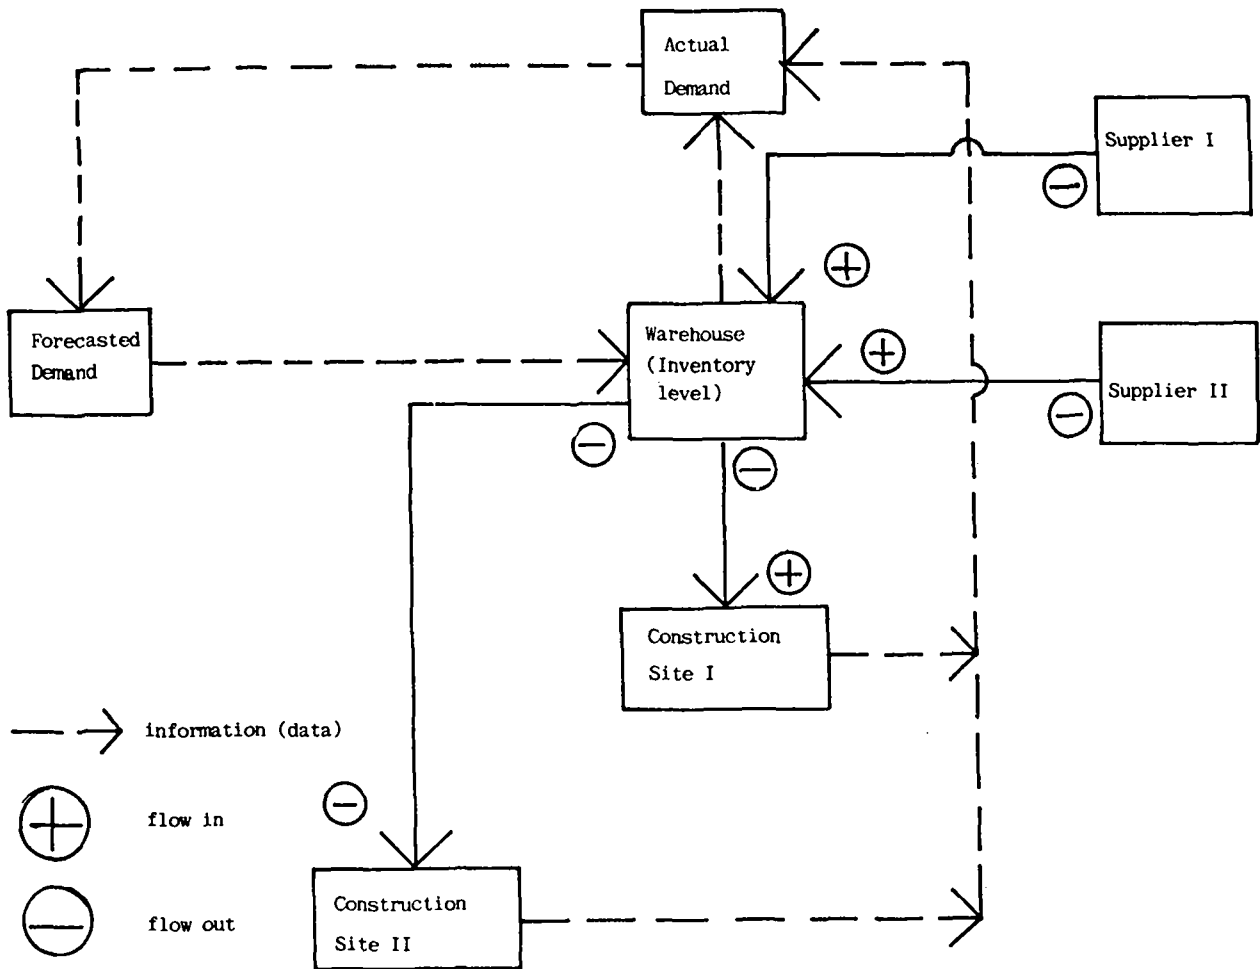 Actual
Demand
Supplier I
Forecasted
Demand
Warehouse
(Inventory
level)
Supplier II
Construction
Site I
information (data)
flow in
Construction
Site II
flow out